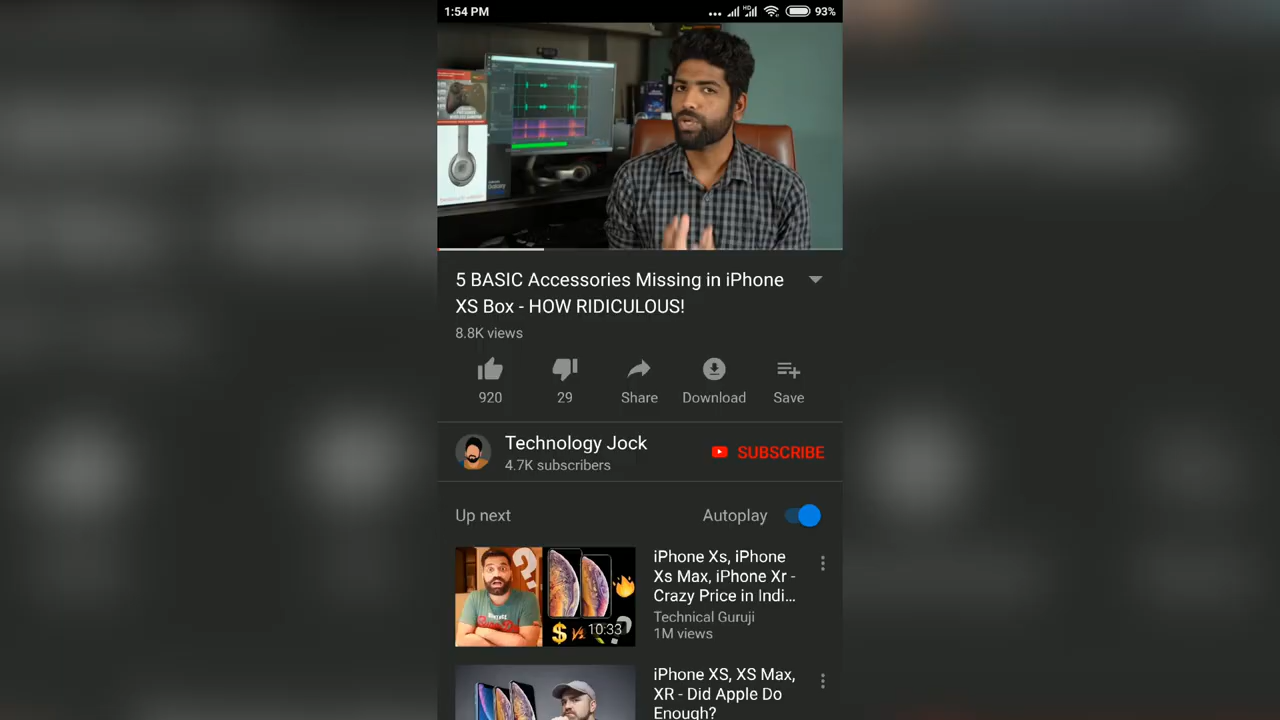 1:54 PM
HD
93%
5 BASIC Accessories Missing in iPhone
XS Box - HOW RIDICULOUS!
8.8K views
920
29
Share
Download
Save
Technology Jock
4.7K subscribers
SUBSCRIBE
Up next
Autoplay
10:33
iPhone Xs, iPhone
Xs Max, iPhone Xr -
Crazy Price in Indi...
Technical Guruji
1M views
iPhone XS, XS Max,
XR - Did Apple Do
Enough?